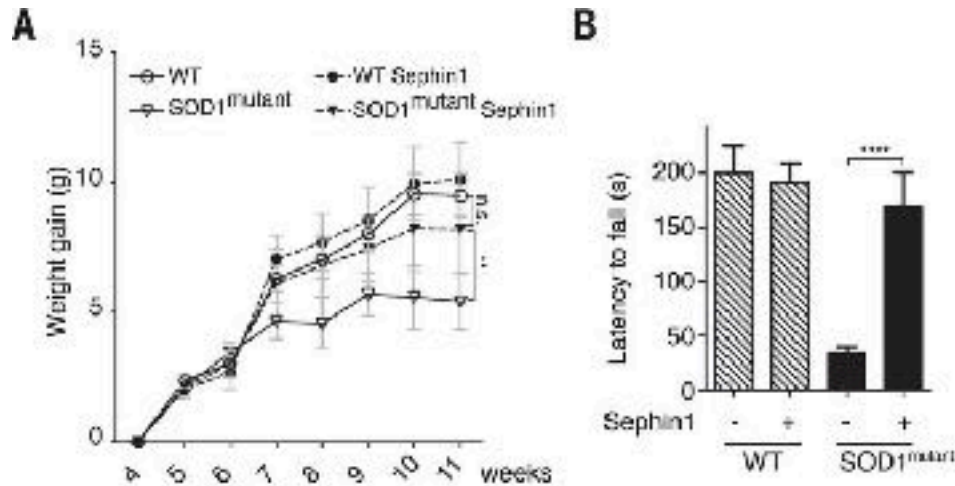 A
15
Weight gain (g)
10
5
0
WT
WT Sephin1
SOD1mutant
SOD1mutant Sephin1
ns
**
4 5 6 7 8 9 10 11 weeks
B
Latency to fall (s)
200
150
100
50
0
****
Sephin1 - + - +
WT SOD1mutant